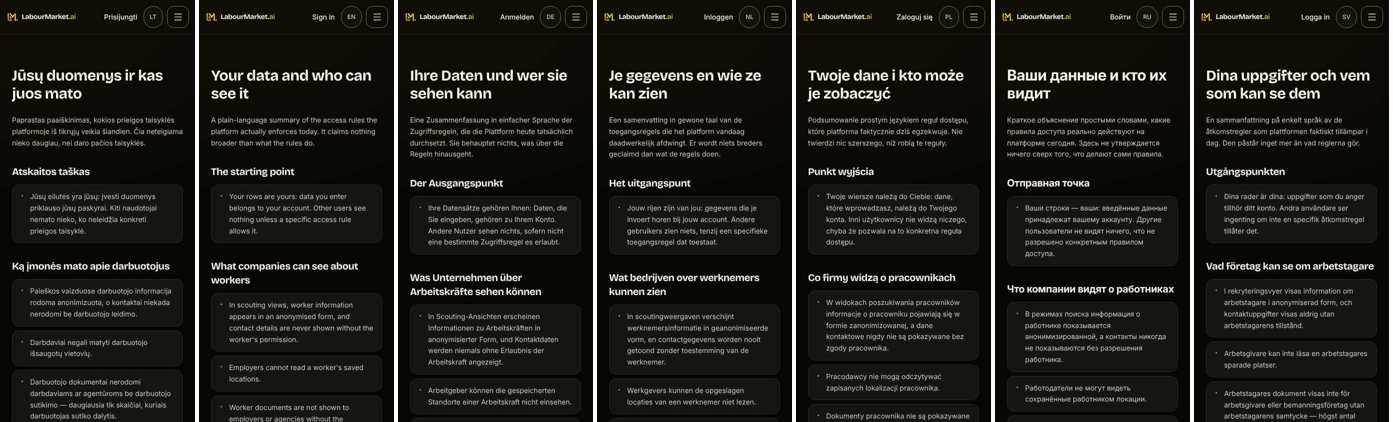 LabourMarket.ai
Prisijungti
LT
Jūsų duomenys ir kas
juos mato
Paprastas paaiškinimas, kokios prieigos taisyklės
platformoje iš tikrųjų veikia šiandien. Čia neteigiama
nieko daugiau, nei daro pačios taisyklės.
Atskaitos taškas
Jūsų eilutės yra jūsų: jvesti duomenys
priklauso jūsų paskyrai. Kiti naudotojai
nemato nieko, ko neleidžia konkreti
prieigos taisyklė.
Ką įmonės mato apie darbuotojus
Paieškos vaizduose darbuotojo informacija
rodoma anonimizuota, o kontaktai niekada
nerodomi be darbuotojo leidimo.
Darbdaviai negali matyti darbuotojo
išsaugotų vietovių.
Darbuotojo dokumentai nerodomi
darbdaviams ar agentūroms be darbuotojo
sutikimo — daugiausia tik skaičiai, kuriais
darbuotojas sutiko dalytis.
LabourMarket.ai
Sign in
EN
Your data and who can
see it
A plain-language summary of the access rules the
platform actually enforces today. It claims nothing
broader than what the rules do.
The starting point
Your rows are yours: data you enter
belongs to your account. Other users see
nothing unless a specific access rule
allows it.
What companies can see about
workers
In scouting views, worker information
appears in an anonymised form, and
contact details are never shown without the
worker's permission.
Employers cannot read a worker's saved
locations.
Worker documents are not shown to
employers or agencies without the
LabourMarket.ai
Anmelden
DE
Ihre Daten und wer sie
sehen kann
Eine Zusammenfassung in einfacher Sprache der
Zugriffsregeln, die die Plattform heute tatsächlich
durchsetzt. Sie behauptet nichts, was über die
Regeln hinausgeht.
Der Ausgangspunkt
Ihre Datensätze gehören Ihnen: Daten, die
Sie eingeben, gehören zu Ihrem Konto.
Andere Nutzer sehen nichts, sofern nicht
eine bestimmte Zugriffsregel es erlaubt.
Was Unternehmen über
Arbeitskräfte sehen können
In Scouting-Ansichten erscheinen
Informationen zu Arbeitskräften in
anonymisierter Form, und Kontaktdaten
werden niemals ohne Erlaubnis der
Arbeitskraft angezeigt.
Arbeitgeber können die gespeicherten
Standorte einer Arbeitskraft nicht einsehen.
LabourMarket.ai
Inloggen
NL
Je gegevens en wie ze
kan zien
Een samenvatting in gewone taal van de
toegangsregels die het platform vandaag
daadwerkelijk afdwingt. Er wordt niets breders
geclaimd dan wat de regels doen.
Het uitgangspunt
Jouw rijen zijn van jou: gegevens die je
invoert horen bij jouw account. Andere
gebruikers zien niets, tenzij een specifieke
toegangsregel dat toestaat.
Wat bedrijven over werknemers
kunnen zien
In scoutingweergaven verschijnt
werknemersinformatie in geanonimiseerde
vorm, en contactgegevens worden nooit
getoond zonder toestemming van de
werknemer.
Werkgevers kunnen de opgeslagen
locaties van een werknemer niet lezen.
LabourMarket.ai
Zaloguj się
PL
Twoje dane i kto może
je zobaczyć
Podsumowanie prostym językiem reguł dostępu,
które platforma faktycznie dziś egzekwuje. Nie
twierdzi nic szerszego, niż robią te reguły.
Punkt wyjścia
Twoje wiersze należą do Ciebie: dane,
które wprowadzasz, należą do Twojego
konta. Inni użytkownicy nie widzą niczego,
chyba że pozwala na to konkretna reguła
dostępu.
Co firmy widzą o pracownikach
W widokach poszukiwania pracowników
informacje o pracowniku pojawiają się w
formie zanonimizowanej, a dane
kontaktowe nigdy nie są pokazywane bez
zgody pracownika.
Pracodawcy nie mogą odczytywać
zapisanych lokalizacji pracownika.
Dokumenty pracownika nie są pokazywane
LabourMarket.ai
Войти
RU
Ваши данные и кто их
видит
Краткое объяснение простыми словами, какие
правила доступа реально действуют на
платформе сегодня. Здесь не утверждается
ничего сверх того, что делают сами правила.
Отправная точка
Ваши строки — ваши: введённые данные
принадлежат вашему аккаунту. Другие
пользователи не видят ничего, что не
разрешено конкретным правилом
доступа.
Что компании видят о работниках
В режимах поиска информация о
работнике показывается
анонимизированной, а контакты никогда
не показываются без разрешения
работника.
Работодатели не могут видеть
сохранённые работником локации.
LabourMarket.ai
Logga in
SV
Dina uppgifter och vem
som kan se dem
En sammanfattning på enkelt språk av de
åtkomstregler som plattformen faktiskt tillämpar i
dag. Den påstår inget mer än vad reglerna gör.
Utgångspunkten
Dina rader är dina: uppgifter som du anger
tillhör ditt konto. Andra användare ser
ingenting om inte en specifik åtkomstregel
tillåter det.
Vad företag kan se om arbetstagare
I rekryteringsvyer visas information om
arbetstagare i anonymiserad form, och
kontaktuppgifter visas aldrig utan
arbetstagarens tillstånd.
Arbetsgivare kan inte läsa en arbetstagares
sparade platser.
Arbetstagares dokument visas inte för
arbetsgivare eller bemanningsföretag utan
arbetstagarens samtycke — högst antal